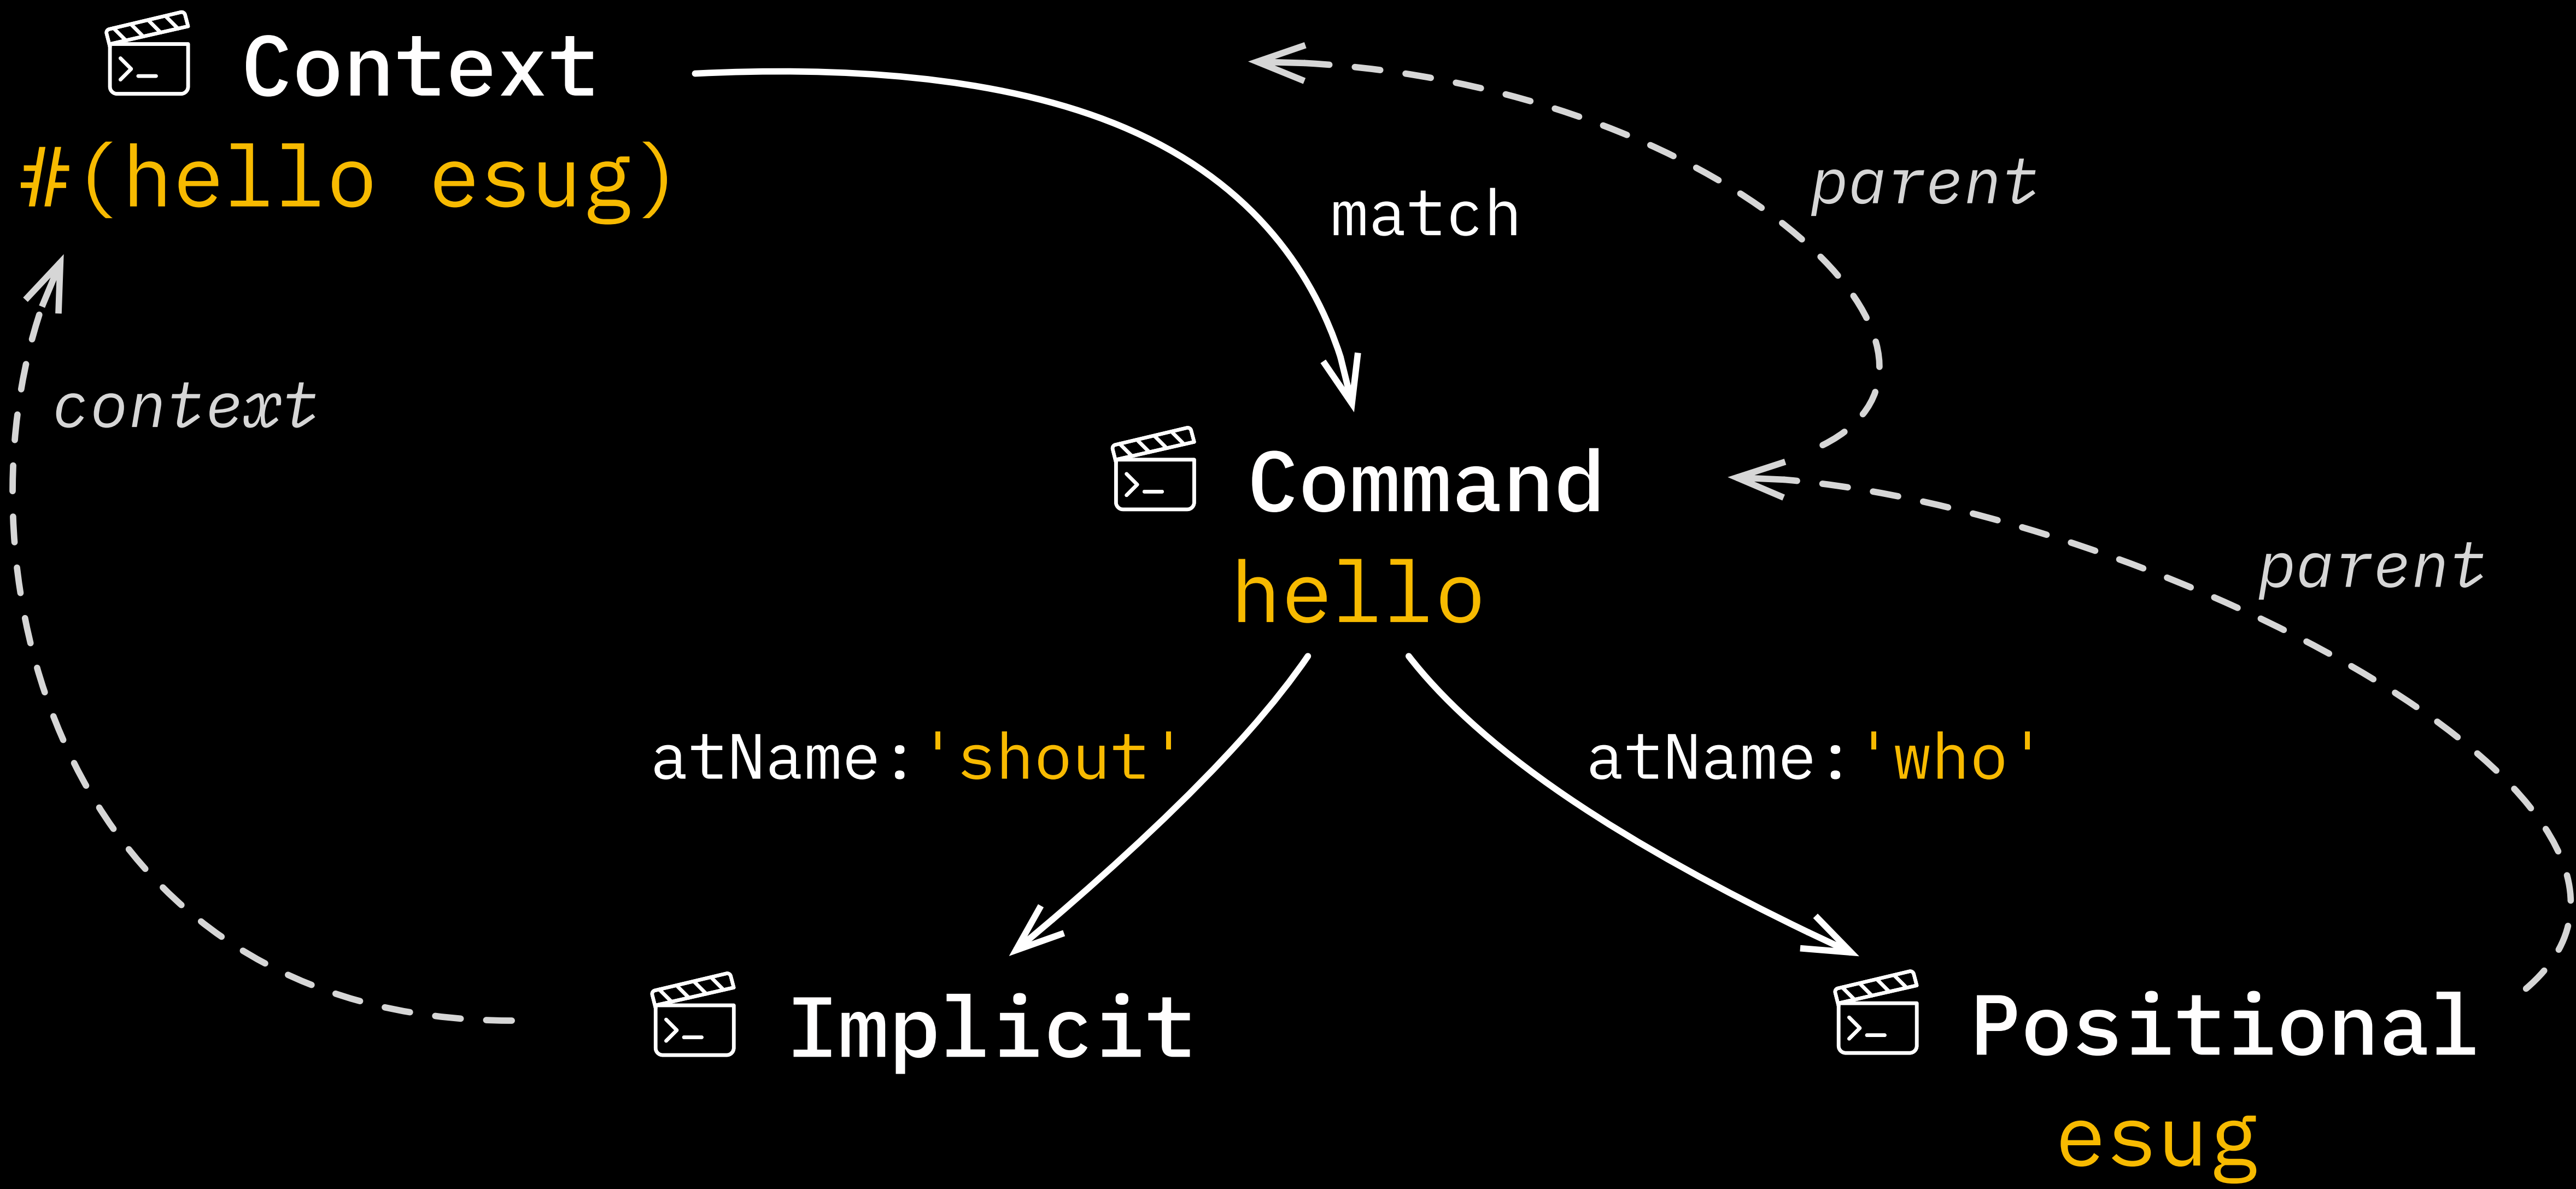 Context
#(hello esug)
match
parent
context
Command
hello
parent
atName:'shout'
atName:'who'
Implicit
Positional
esug